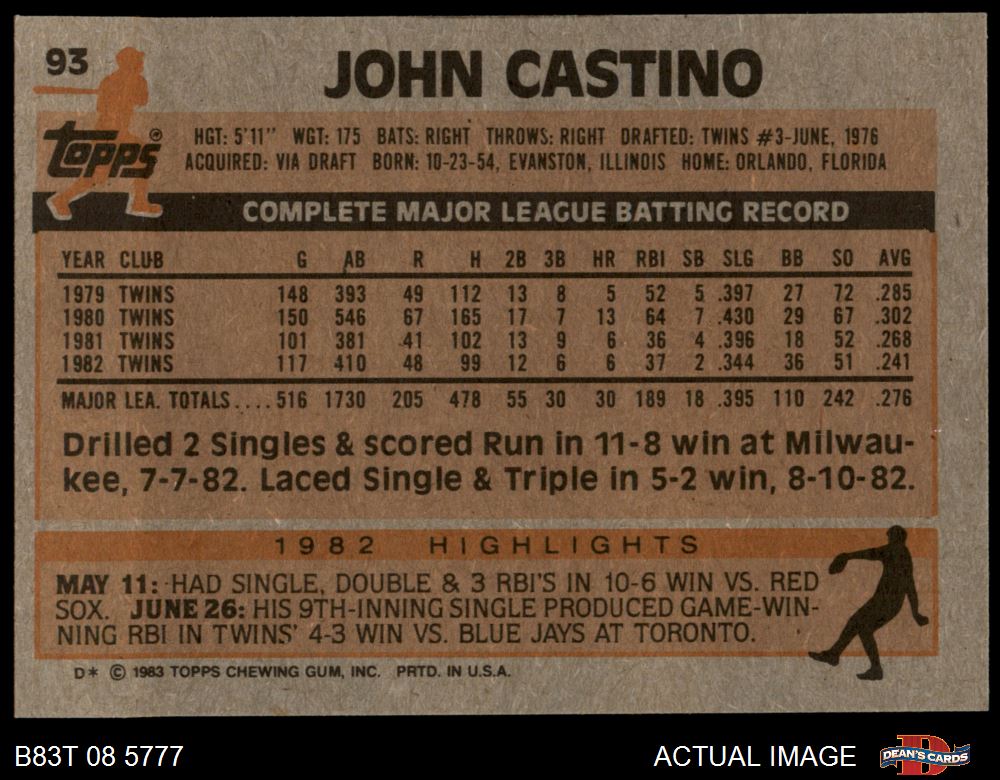 93
JOHN CASTINO
Topps®
HGT: 5'11" WGT: 175 BATS: RIGHT THROWS: RIGHT DRAFTED: TWINS #3-JUNE, 1976
ACQUIRED: VIA DRAFT BORN: 10-23-54, EVANSTON, ILLINOIS HOME: ORLANDO, FLORIDA
COMPLETE MAJOR LEAGUE BATTING RECORD
YEAR CLUB G AB R H 2B 3B HR RBI SB SLG BB SO AVG
1979 TWINS 148 393 49 112 13 8 5 52 5 .397 27 72 .285
1980 TWINS 150 546 67 165 17 7 13 64 7 .430 29 67 .302
1981 TWINS 101 381 41 102 13 9 6 36 4 .396 18 52 .268
1982 TWINS 117 410 48 99 12 6 6 37 2 .344 36 51 .241
MAJOR LEA. TOTALS....516 1730 205 478 55 30 30 189 18 .395 110 242 .276
Drilled 2 Singles & scored Run in 11-8 win at Milwau-
kee, 7-7-82. Laced Single & Triple in 5-2 win, 8-10-82.
1982 HIGHLIGHTS
MAY 11: HAD SINGLE, DOUBLE & 3 RBI'S IN 10-6 WIN VS. RED
SOX. JUNE 26: HIS 9TH-INNING SINGLE PRODUCED GAME-WIN-
NING RBI IN TWINS' 4-3 WIN VS. BLUE JAYS AT TORONTO.
D* © 1983 TOPPS CHEWING GUM, INC. PRTD. IN U.S.A.
B83T 08 5777
ACTUAL IMAGE
D
DEAN'S CARDS